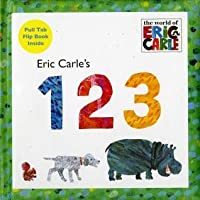 Pull Tab
Flip Book
Inside
the world of
ERIC
CARLE
Eric Carle's
1 2 3